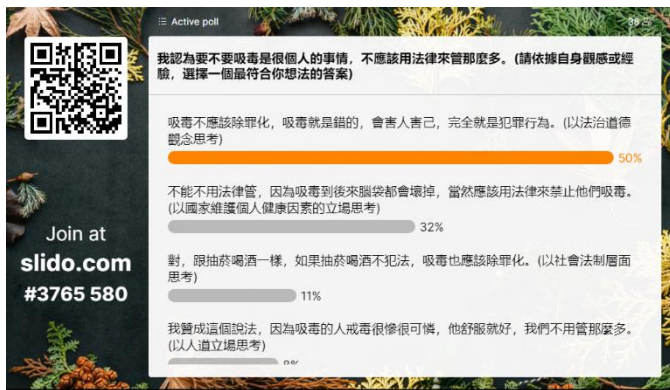 Active poll
38
我認為要不要吸毒是很個人的事情，不應該用法律來管那麼多。(請依據自身觀感或經
驗，選擇一個最符合你想法的答案)
吸毒不應該除罪化，吸毒就是錯的，會害人害己，完全就是犯罪行為。(以法治道德
觀念思考)
50%
不能不用法律管，因為吸毒到後來腦袋都會壞掉，當然應該用法律來禁止他們吸毒。
(以國家維護個人健康因素的立場思考)
32%
對，跟抽菸喝酒一樣，如果抽菸喝酒不犯法，吸毒也應該除罪化。(以社會法制層面
思考)
11%
我贊成這個說法，因為吸毒的人戒毒很慘很可憐，他舒服就好，我們不用管那麼多。
(以人道立場思考)
8%
Join at
slido.com
#3765 580